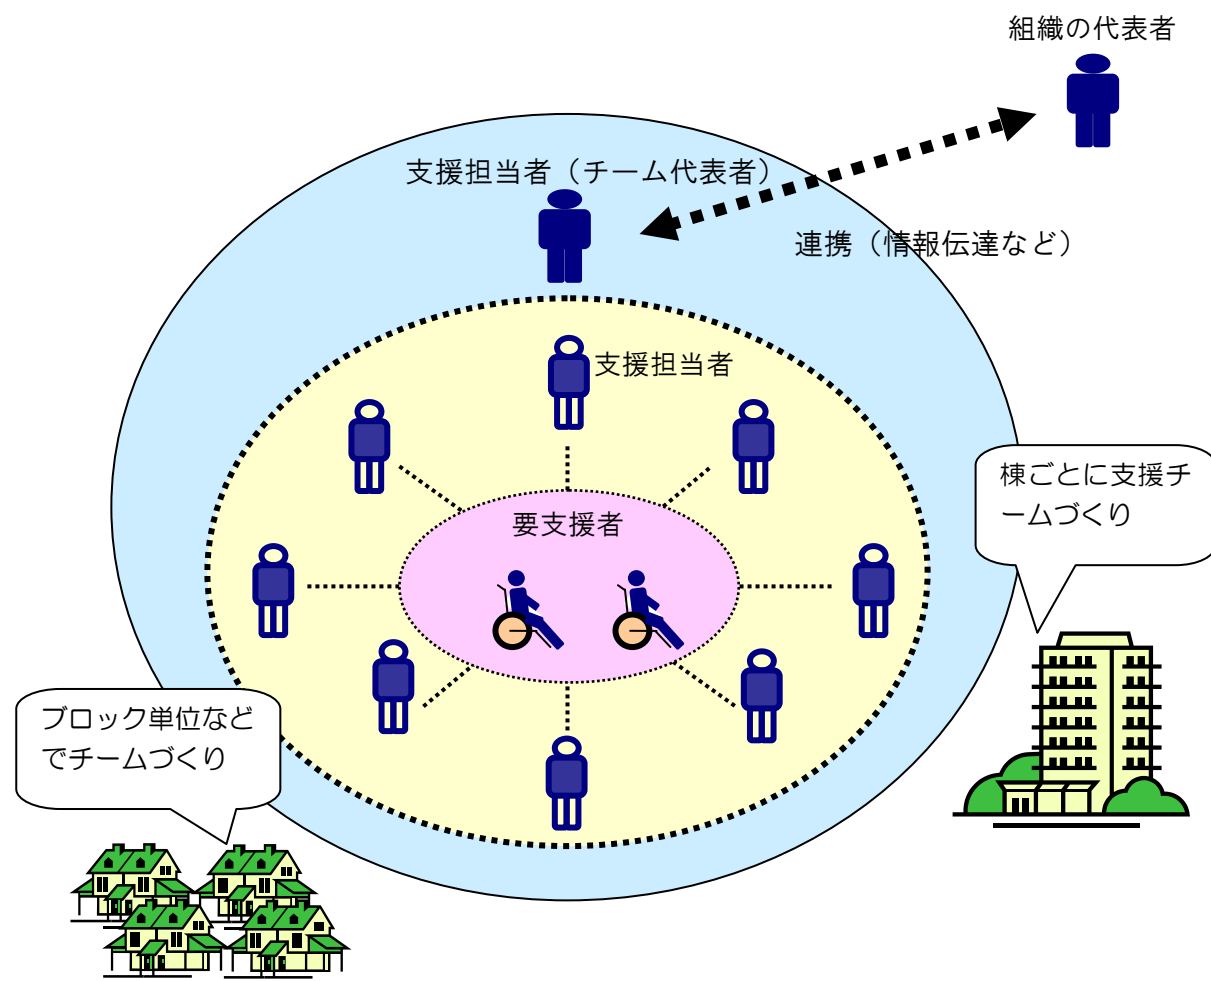 組織の代表者
支援担当者（チーム代表者）
連携（情報伝達など）
支援担当者
棟ごとに支援チ
ームづくり
要支援者
ブロック単位など
でチームづくり